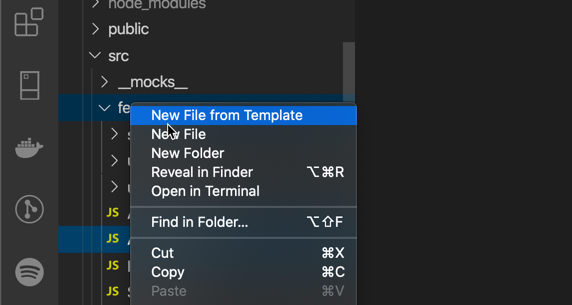 node_modules
public
src
__mocks__
fe
New File from Template
New File
New Folder
Reveal in Finder ⌥⌘R
Open in Terminal
Find in Folder... ⌥⇧F
JS
JS
Cut ⌘X
JS
Copy ⌘C
JS
Paste ⌘V